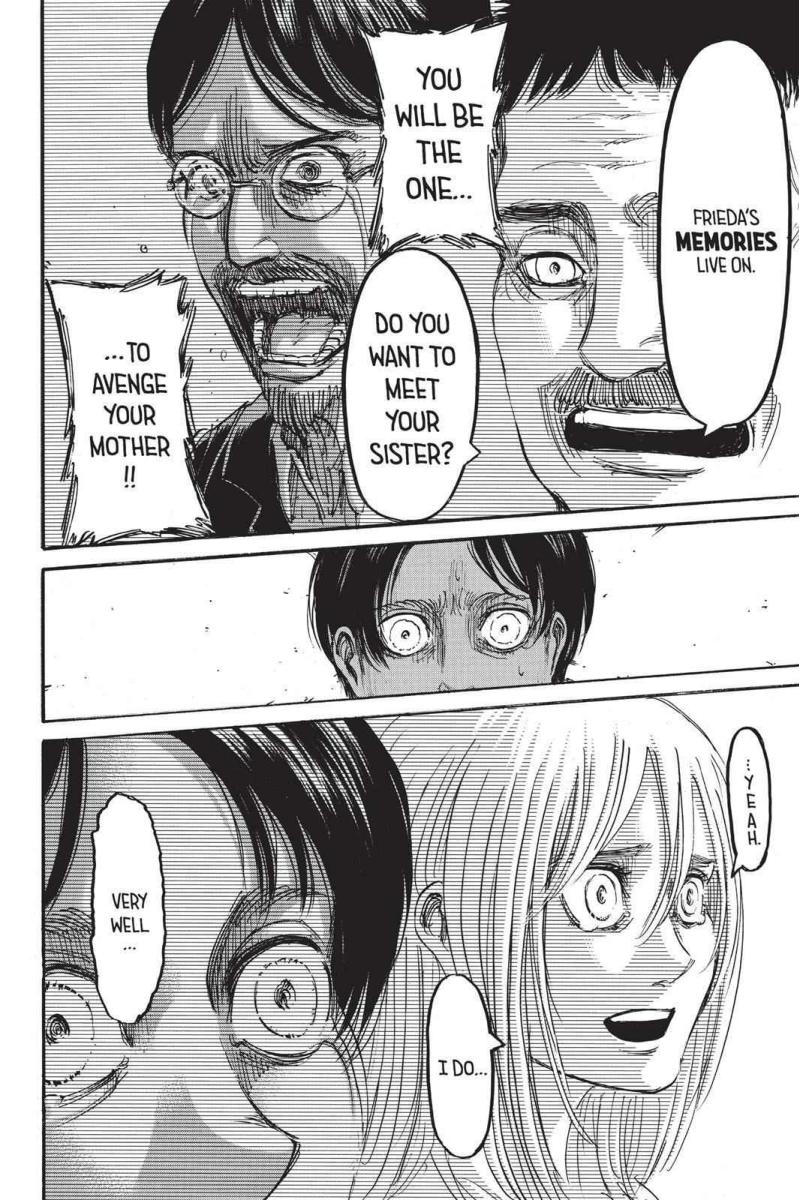 FRIEDA'S
MEMORIES
LIVE ON.
YOU
WILL BE
THE
ONE...
DO YOU
WANT TO
MEET
YOUR
SISTER?
...TO
AVENGE
YOUR
MOTHER
!!
...YEAH.
I DO...
VERY
WELL
...